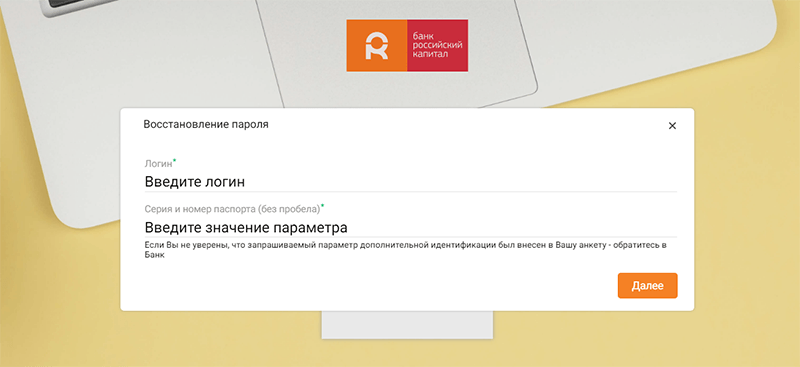 банк
российский
капитал
Восстановление пароля
Логин*
Введите логин
Серия и номер паспорта (без пробела)*
Введите значение параметра
Если Вы не уверены, что запрашиваемый параметр дополнительной идентификации был внесен в Вашу анкету - обратитесь в
Банк
Далее